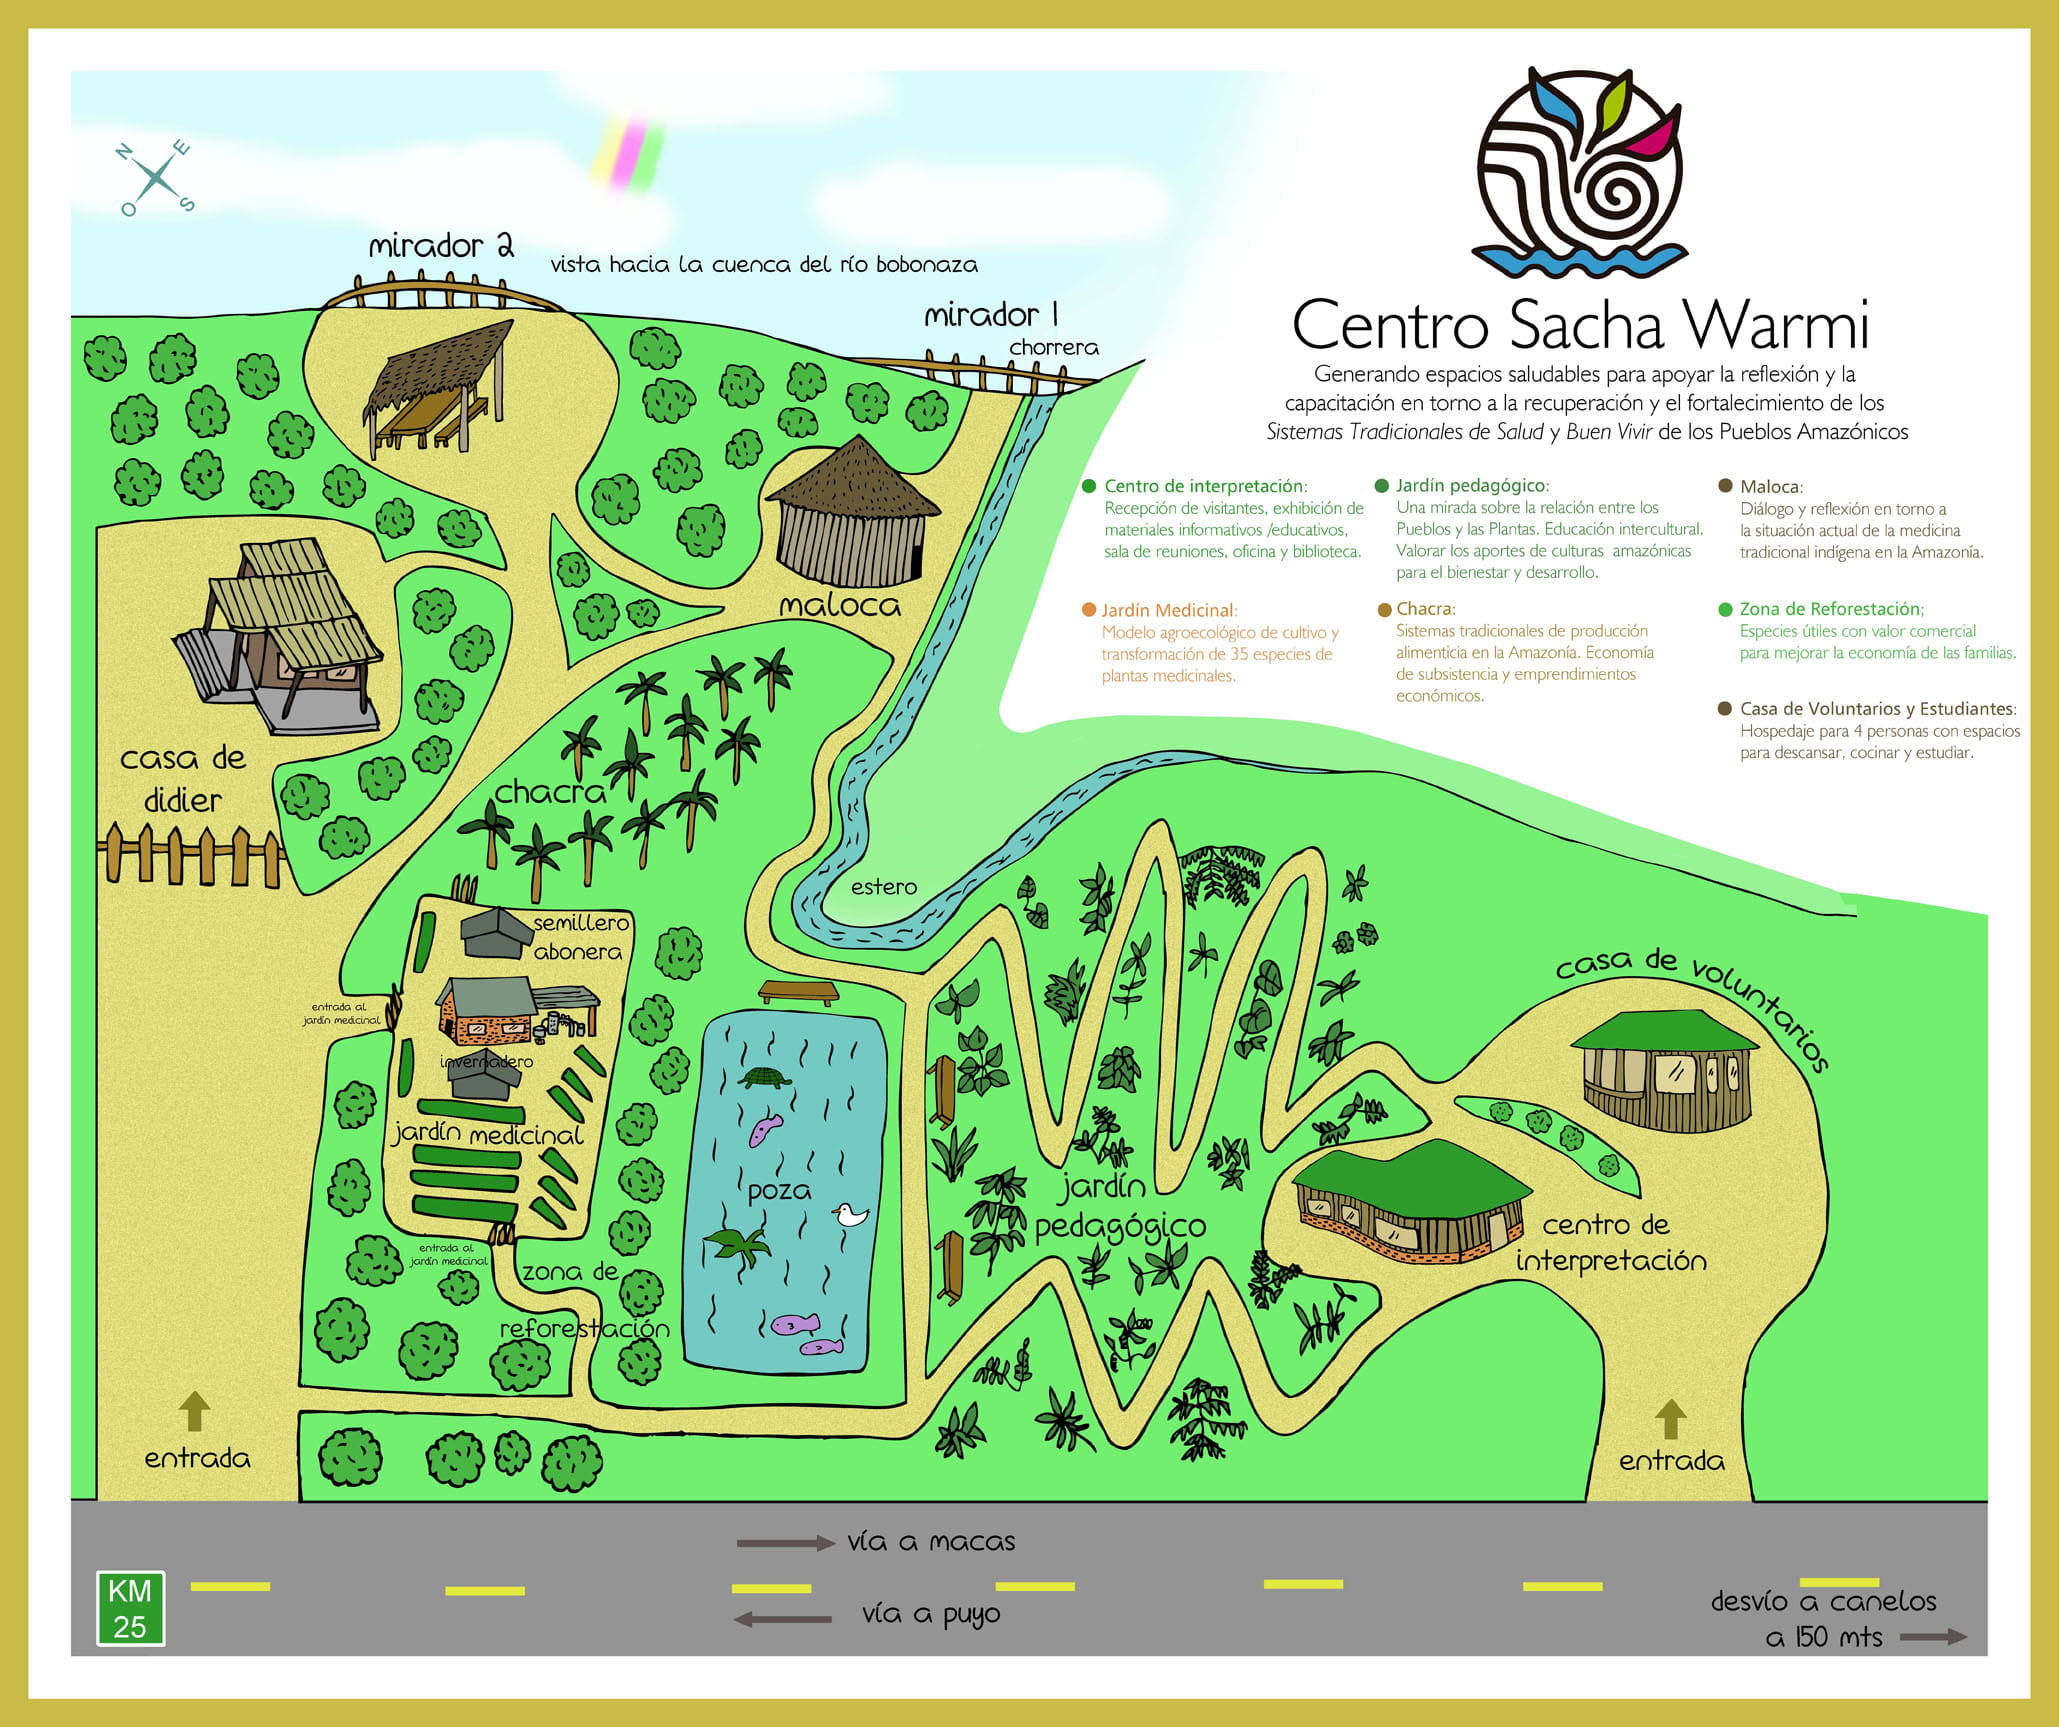 N
E
O
S
mirador 2
vista hacia la cuenca del río bobonaza
mirador 1
chorrera
Centro Sacha Warmi
Generando espacios saludables para apoyar la reflexión y la
capacitación en torno a la recuperación y el fortalecimiento de los
Sistemas Tradicionales de Salud y Buen Vivir de los Pueblos Amazónicos
Centro de interpretación:
Recepción de visitantes, exhibición de
materiales informativos /educativos,
sala de reuniones, oficina y biblioteca.
Jardín pedagógico:
Una mirada sobre la relación entre los
Pueblos y las Plantas. Educación intercultural.
Valorar los aportes de culturas amazónicas
para el bienestar y desarrollo.
Maloca:
Diálogo y reflexión en torno a
la situación actual de la medicina
tradicional indígena en la Amazonía.
Jardín Medicinal:
Modelo agroecológico de cultivo y
transformación de 35 especies de
plantas medicinales.
Chacra:
Sistemas tradicionales de producción
alimenticia en la Amazonía. Economía
de subsistencia y emprendimientos
económicos.
Zona de Reforestación;
Especies útiles con valor comercial
para mejorar la economía de las familias.
Casa de Voluntarios y Estudiantes:
Hospedaje para 4 personas con espacios
para descansar, cocinar y estudiar.
maloca
casa de
didier
chacra
estero
semillero
abonera
entrada al
jardín medicinal
invernadero
jardín medicinal
entrada al
jardín medicinal
zona de
reforestación
poza
jardín
pedagógico
casa de voluntarios
centro de
interpretación
entrada
entrada
vía a macas
vía a puyo
KM
25
desvío a canelos
a 150 mts